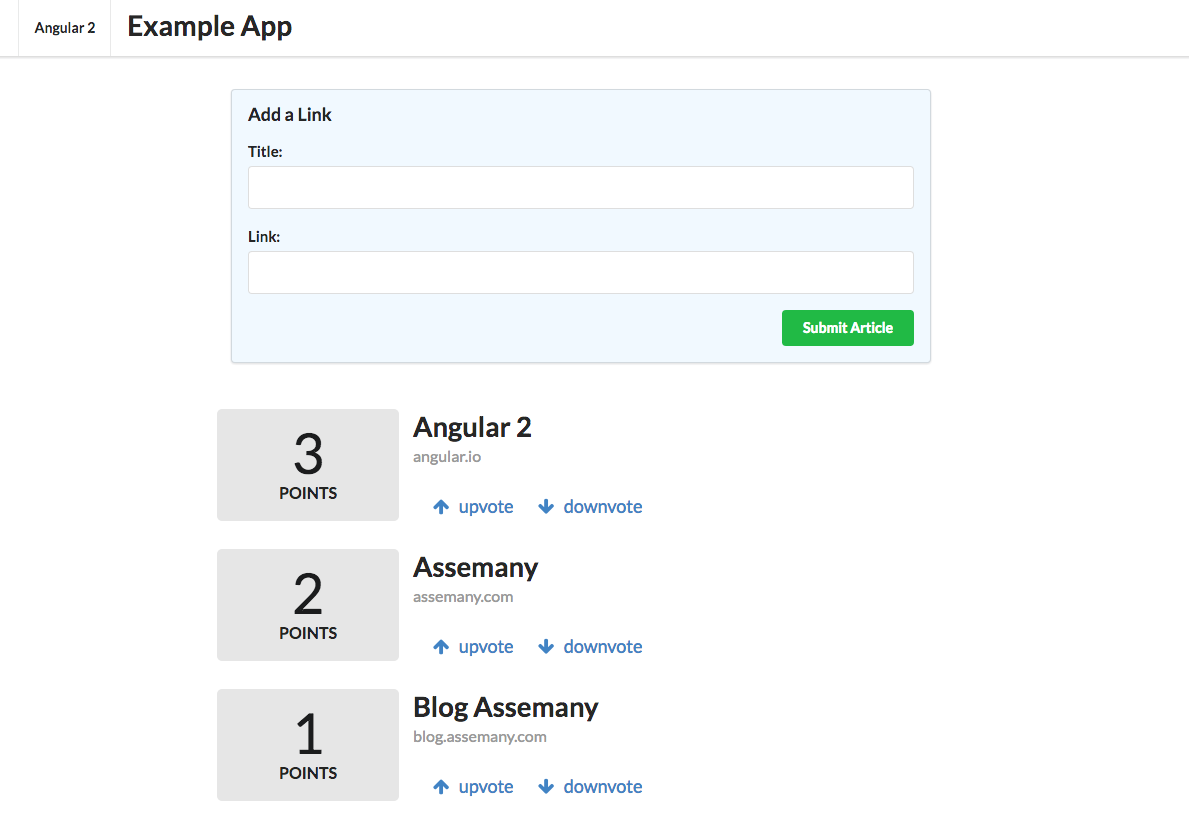 Angular 2 Example App
Add a Link
Title:
Link:
Submit Article
3
POINTS
Angular 2
angular.io
upvote downvote
2
POINTS
Assemany
assemany.com
upvote downvote
1
POINTS
Blog Assemany
blog.assemany.com
upvote downvote